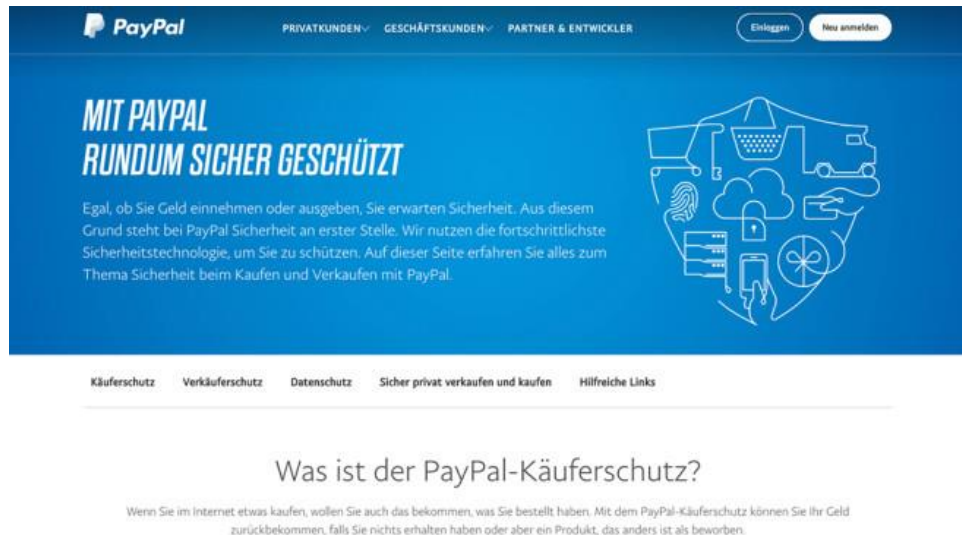 PayPal
PRIVATKUNDEN GESCHÄFTSKUNDEN PARTNER & ENTWICKLER
Einloggen Neu anmelden
MIT PAYPAL
RUNDUM SICHER GESCHÜTZT
Egal, ob Sie Geld einnehmen oder ausgeben, Sie erwarten Sicherheit. Aus diesem
Grund steht bei PayPal Sicherheit an erster Stelle. Wir nutzen die fortschrittlichste
Sicherheitstechnologie, um Sie zu schützen. Auf dieser Seite erfahren Sie alles zum
Thema Sicherheit beim Kaufen und Verkaufen mit PayPal.
Käuferschutz Verkäuferschutz Datenschutz Sicher privat verkaufen und kaufen Hilfreiche Links
Was ist der PayPal-Käuferschutz?
Wenn Sie im Internet etwas kaufen, wollen Sie auch das bekommen, was Sie bestellt haben. Mit dem PayPal-Käuferschutz können Sie Ihr Geld
zurückbekommen, falls Sie nichts erhalten haben oder aber ein Produkt, das anders ist als beworben.